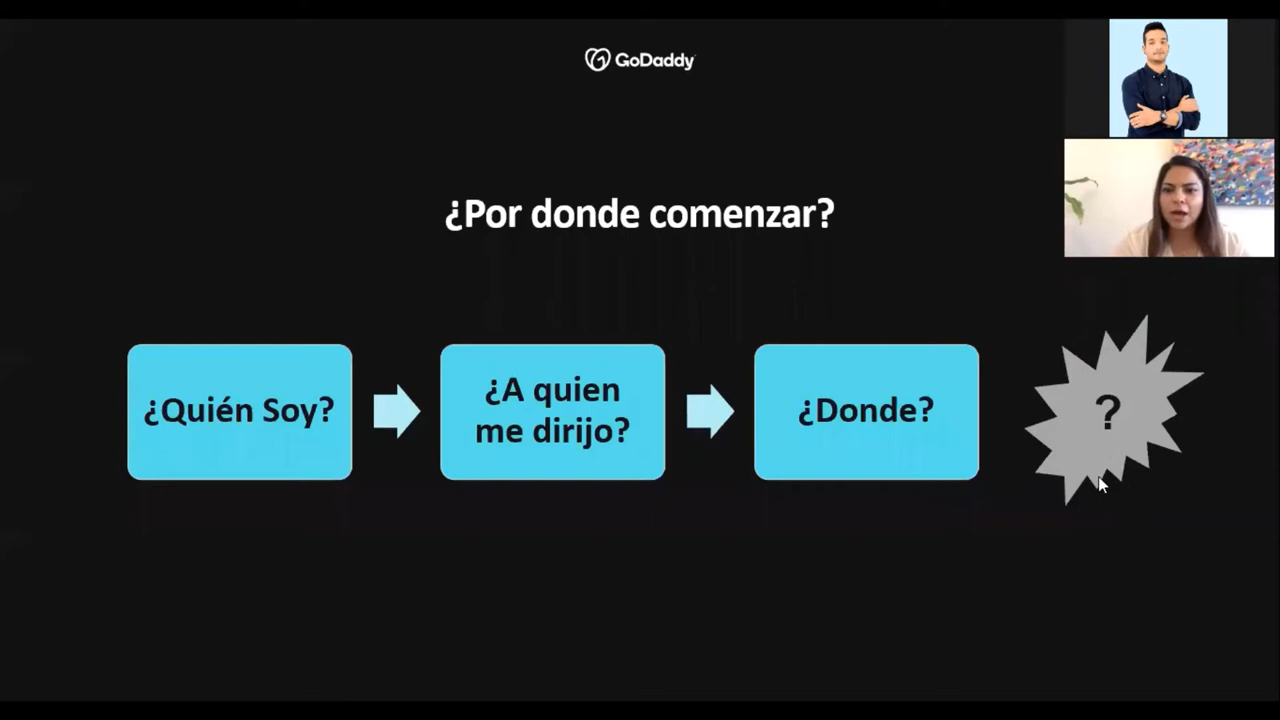 GoDaddy
¿Por donde comenzar?
¿Quién Soy?
¿A quien
me dirijo?
¿Donde?
?